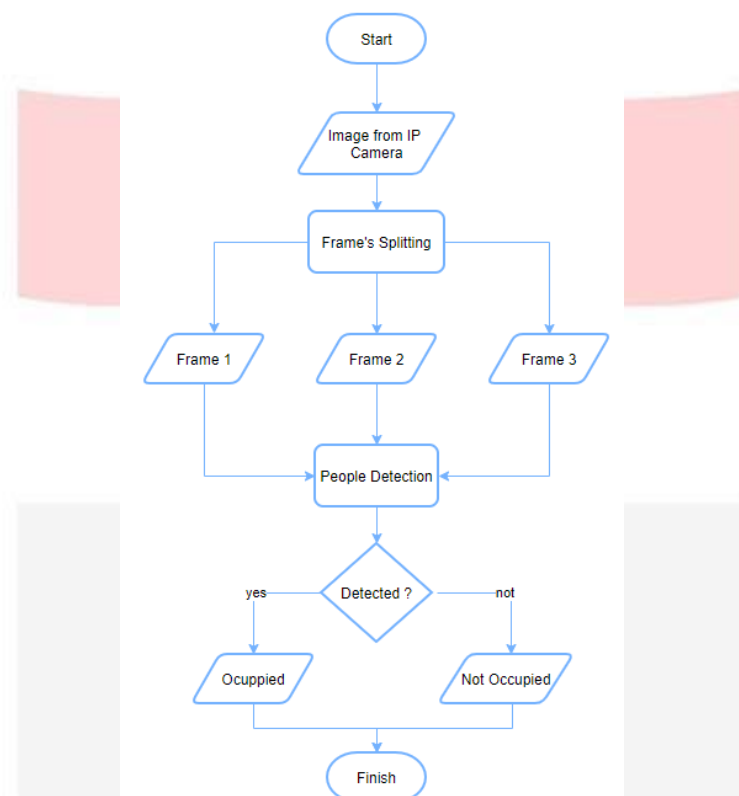 Start
Image from IP
Camera
Frame's Splitting
Frame 1
Frame 2
Frame 3
People Detection
Detected ?
yes
not
Ocuppied
Not Occupied
Finish